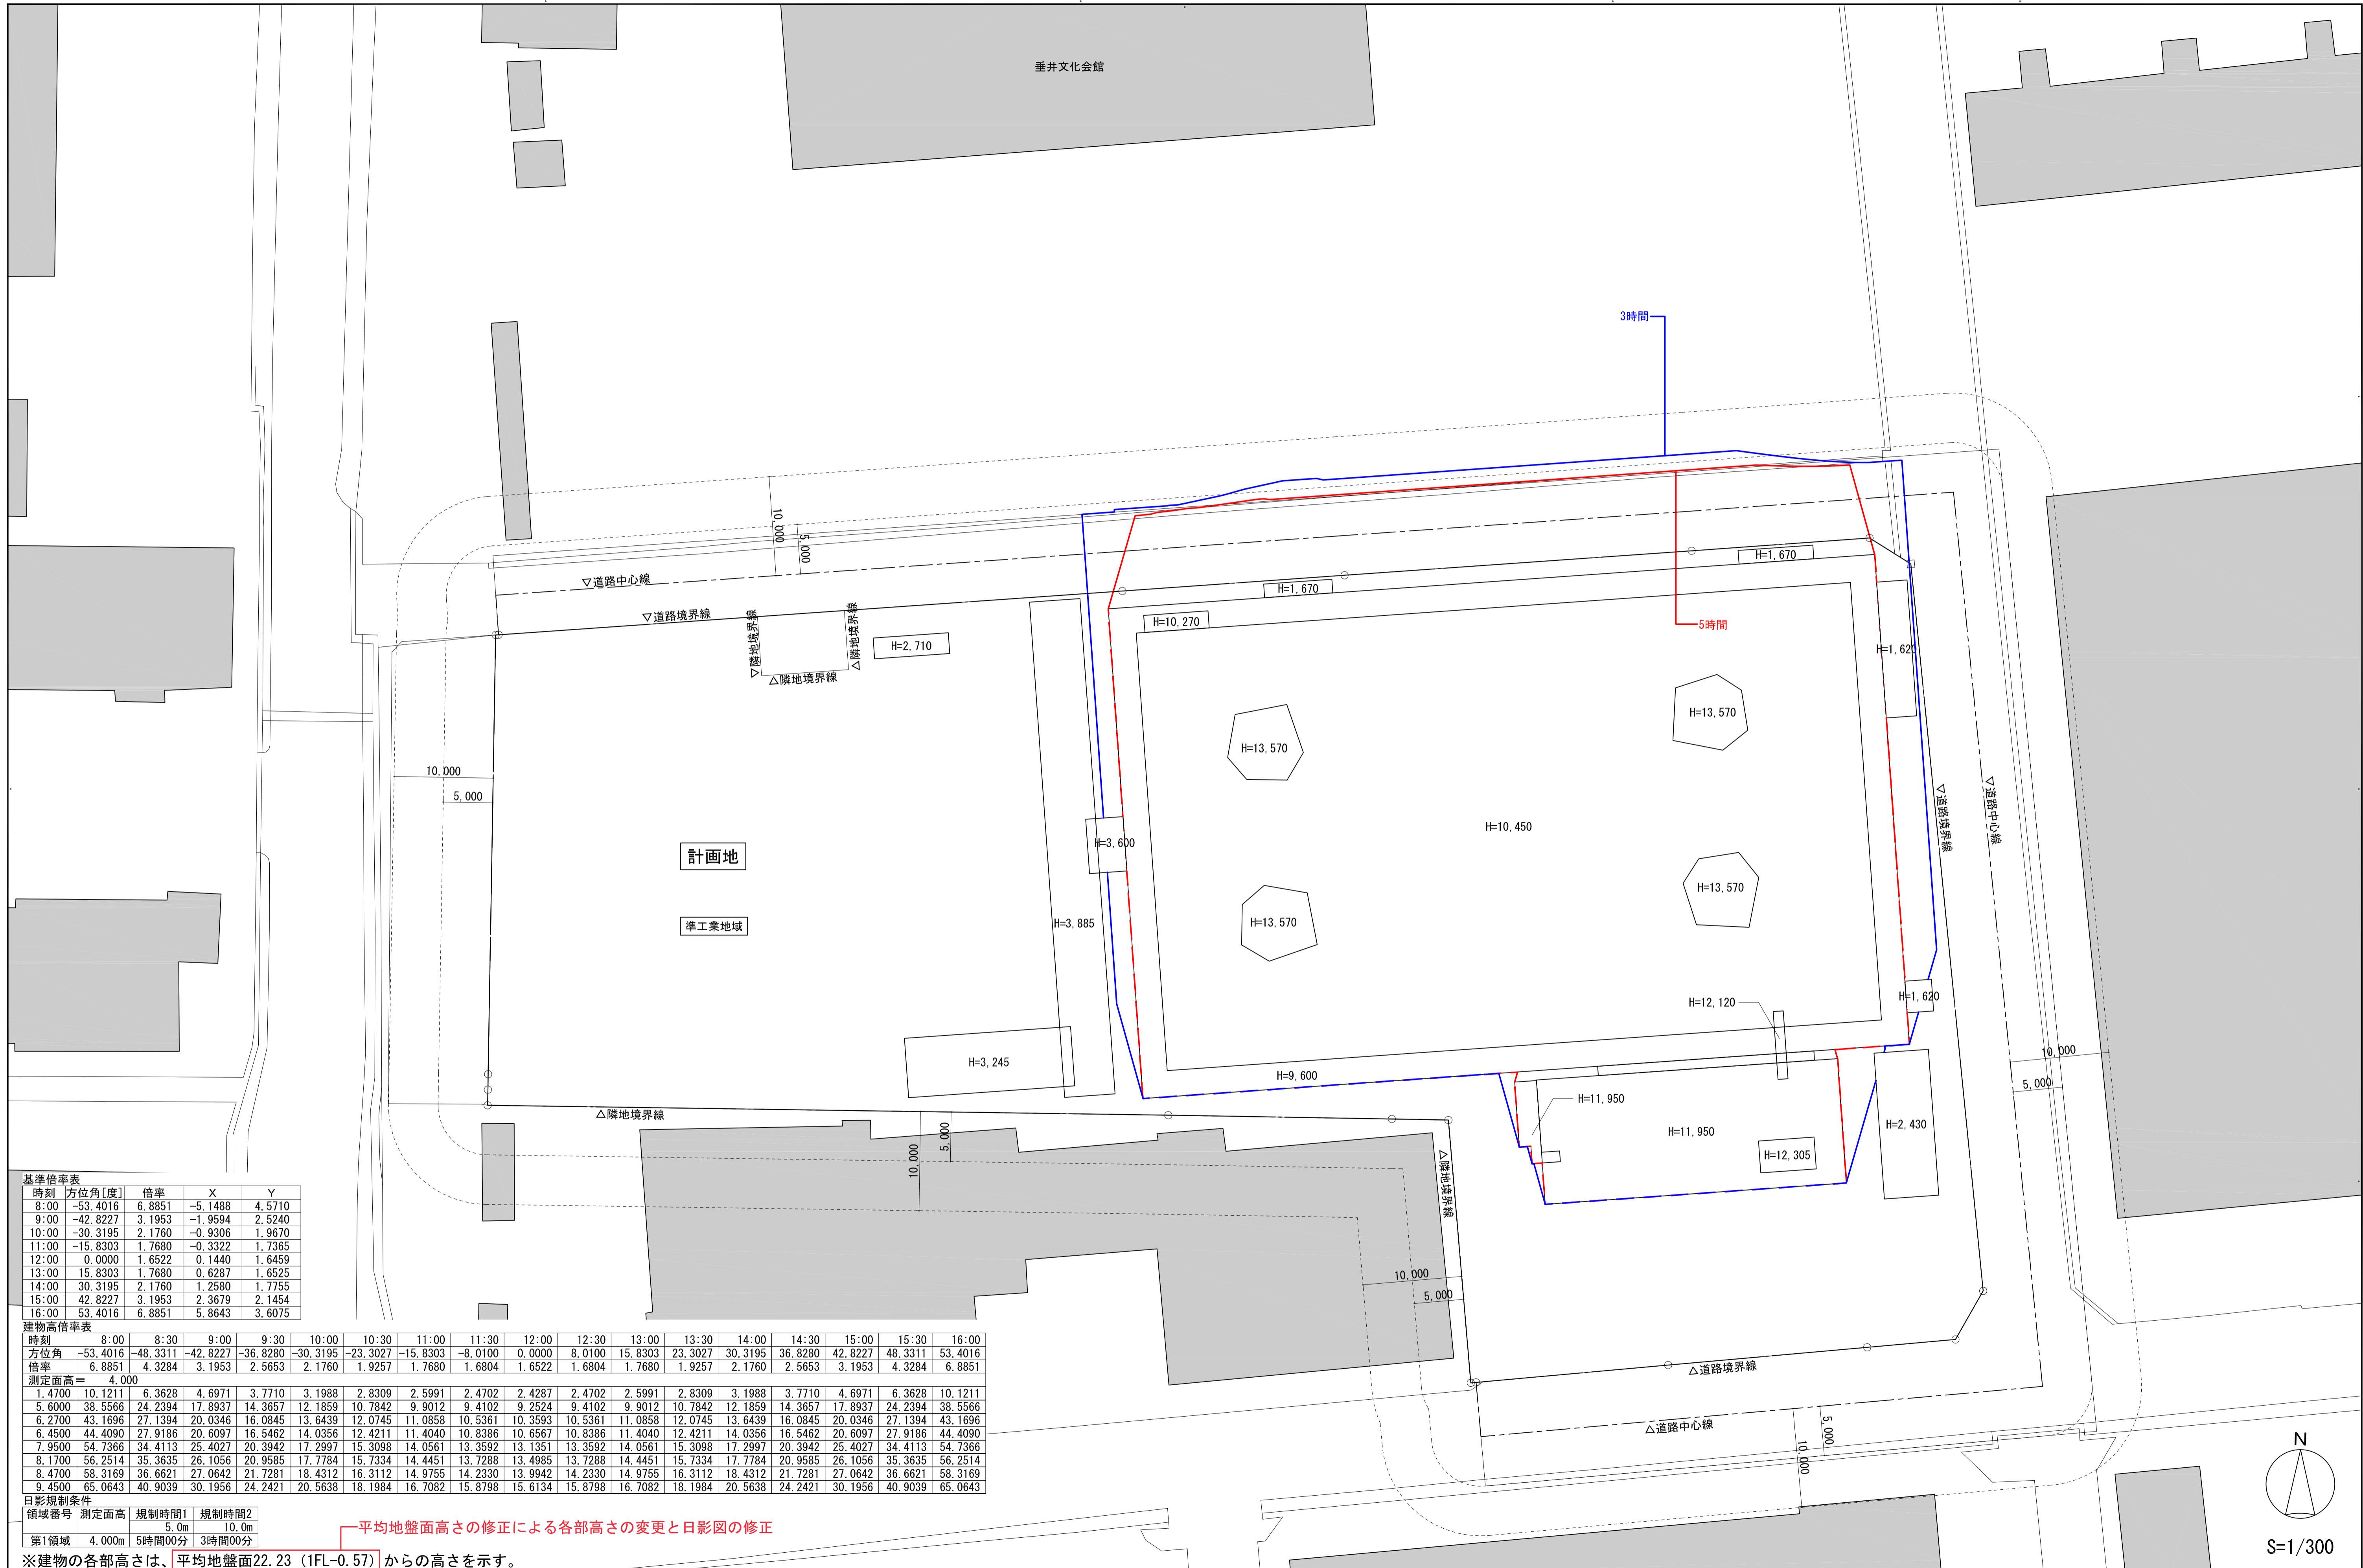 垂井文化会館
3時間
10,000
5,000
▽道路中心線
▽道路境界線
▽隣地境界線
△隣地境界線
△隣地境界線
H=2,710
H=10,270
H=1,670
H=1,670
5時間
H=1,620
H=13,570
H=13,570
10,000
5,000
計画地
準工業地域
H=3,600
H=3,885
H=10,450
H=13,570
H=13,570
▽道路境界線
▽道路中心線
H=12,120
H=1,620
H=3,245
H=9,600
10,000
5,000
△隣地境界線
H=11,950
H=11,950
H=12,305
H=2,430
10,000
5,000
△隣地境界線
10,000
5,000
△道路境界線
△道路中心線
5,000
10,000
基準倍率表
時刻 方位角[度] 倍率 X Y
8:00 -53.4016 6.8851 -5.1488 4.5710
9:00 -42.8227 3.1953 -1.9594 2.5240
10:00 -30.3195 2.1760 -0.9306 1.9670
11:00 -15.8303 1.7680 -0.3322 1.7365
12:00 0.0000 1.6522 0.1440 1.6459
13:00 15.8303 1.7680 0.6287 1.6525
14:00 30.3195 2.1760 1.2580 1.7755
15:00 42.8227 3.1953 2.3679 2.1454
16:00 53.4016 6.8851 5.8643 3.6075
建物高倍率表
時刻 8:00 8:30 9:00 9:30 10:00 10:30 11:00 11:30 12:00 12:30 13:00 13:30 14:00 14:30 15:00 15:30 16:00
方位角 -53.4016 -48.3311 -42.8227 -36.8280 -30.3195 -23.3027 -15.8303 -8.0100 0.0000 8.0100 15.8303 23.3027 30.3195 36.8280 42.8227 48.3311 53.4016
倍率 6.8851 4.3284 3.1953 2.5653 2.1760 1.9257 1.7680 1.6804 1.6522 1.6804 1.7680 1.9257 2.1760 2.5653 3.1953 4.3284 6.8851
測定面高= 4.000
1.4700 10.1211 6.3628 4.6971 3.7710 3.1988 2.8309 2.5991 2.4702 2.4287 2.4702 2.5991 2.8309 3.1988 3.7710 4.6971 6.3628 10.1211
5.6000 38.5566 24.2394 17.8937 14.3657 12.1859 10.7842 9.9012 9.4102 9.2524 9.4102 9.9012 10.7842 12.1859 14.3657 17.8937 24.2394 38.5566
6.2700 43.1696 27.1394 20.0346 16.0845 13.6439 12.0745 11.0858 10.5361 10.3593 10.5361 11.0858 12.0745 13.6439 16.0845 20.0346 27.1394 43.1696
6.4500 44.4090 27.9186 20.6097 16.5462 14.0356 12.4211 11.4040 10.8386 10.6567 10.8386 11.4040 12.4211 14.0356 16.5462 20.6097 27.9186 44.4090
7.9500 54.7366 34.4113 25.4027 20.3942 17.2997 15.3098 14.0561 13.3592 13.1351 13.3592 14.0561 15.3098 17.2997 20.3942 25.4027 34.4113 54.7366
8.1700 56.2514 35.3635 26.1056 20.9585 17.7784 15.7334 14.4451 13.7288 13.4985 13.7288 14.4451 15.7334 17.7784 20.9585 26.1056 35.3635 56.2514
8.4700 58.3169 36.6621 27.0642 21.7281 18.4312 16.3112 14.9755 14.2330 13.9942 14.2330 14.9755 16.3112 18.4312 21.7281 27.0642 36.6621 58.3169
9.4500 65.0643 40.9039 30.1956 24.2421 20.5638 18.1984 16.7082 15.8798 15.6134 15.8798 16.7082 18.1984 20.5638 24.2421 30.1956 40.9039 65.0643
日影規制条件
領域番号 測定面高 規制時間1 規制時間2
5.0m 10.0m
第1領域 4.000m 5時間00分 3時間00分
平均地盤面高さの修正による各部高さの変更と日影図の修正
※建物の各部高さは、平均地盤面22.23（1FL-0.57）からの高さを示す。
N
S=1/300